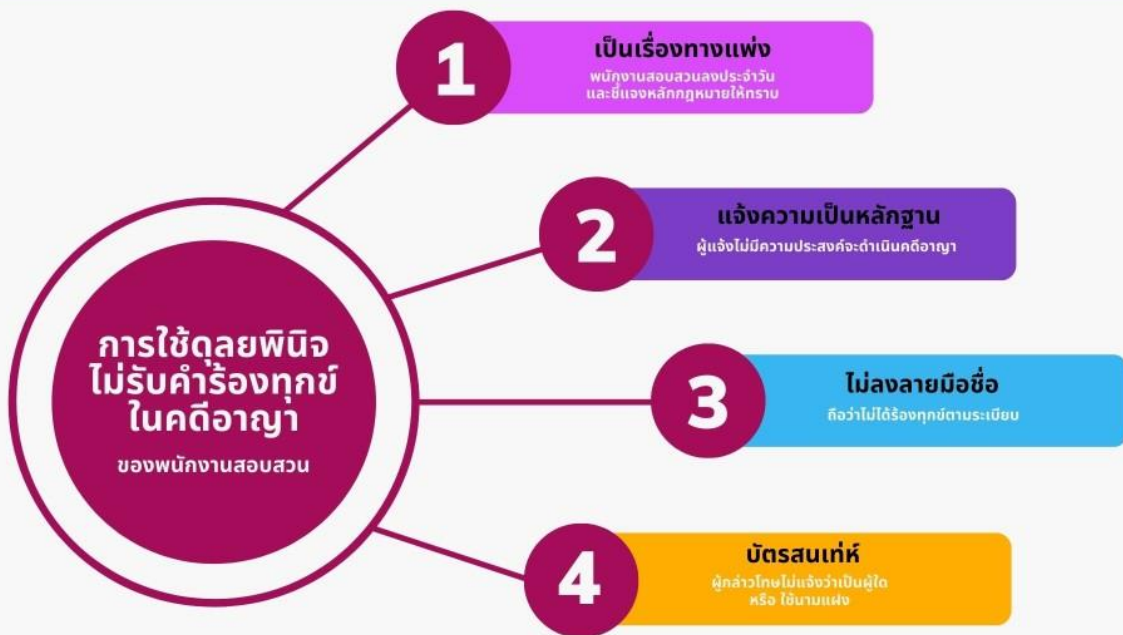 1
เป็นเรื่องทางแพ่ง
พนักงานสอบสวนลงประจำวัน
และชี้แจงหลักกฎหมายให้ทราบ
2
แจ้งความเป็นหลักฐาน
ผู้แจ้งไม่มีความประสงค์จะดำเนินคดีอาญา
การใช้ดุลยพินิจ
ไม่รับคำร้องทุกข์
ในคดีอาญา
ของพนักงานสอบสวน
3
ไม่ลงลายมือชื่อ
ถือว่าไม่ได้ร้องทุกข์ตามระเบียบ
4
บัตรสนเท่ห์
ผู้กล่าวโทษไม่แจ้งว่าเป็นผู้ใด
หรือ ใช้นามแฝง